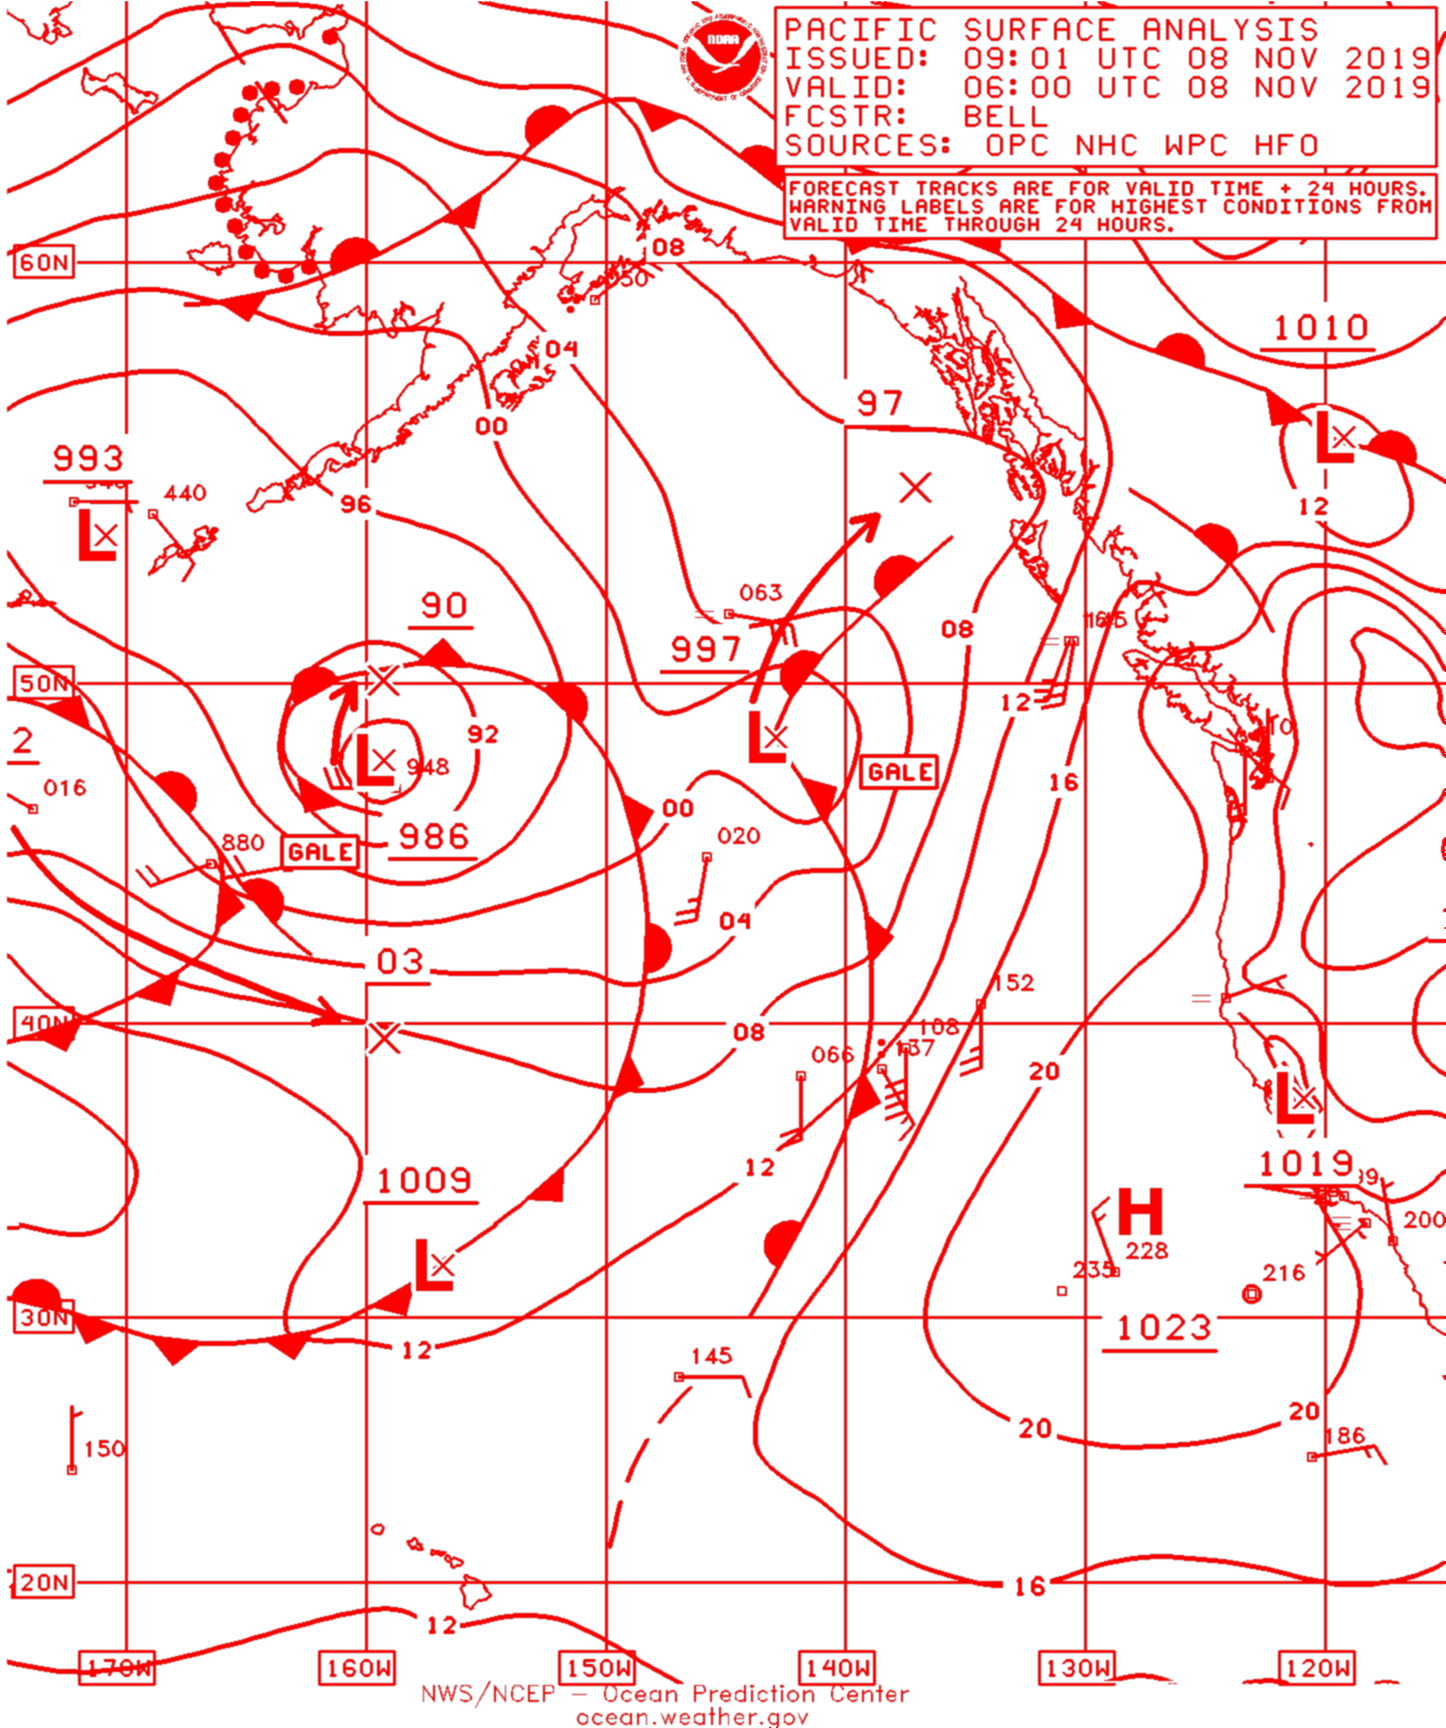 NOAA
PACIFIC SURFACE ANALYSIS
ISSUED: 09:01 UTC 08 NOV 2019
VALID: 06:00 UTC 08 NOV 2019
FCSTR: BELL
SOURCES: OPC NHC WPC HFO
FORECAST TRACKS ARE FOR VALID TIME + 24 HOURS.
WARNING LABELS ARE FOR HIGHEST CONDITIONS FROM
VALID TIME THROUGH 24 HOURS.
08
60N
1010
04
97
00
L
993
440
96
12
L
063
90
08
997
50N
12
92
2
L
L
948
GALE
16
016
00
986
020
880
GALE
04
03
152
40N
08
108
066
137
20
L
12
1019
1009
H
200
228
L
235
216
30N
1023
12
145
20
20
186
150
20N
16
12
170W
160W
150W
140W
130W
120W
NWS/NCEP – Ocean Prediction Center
ocean.weather.gov